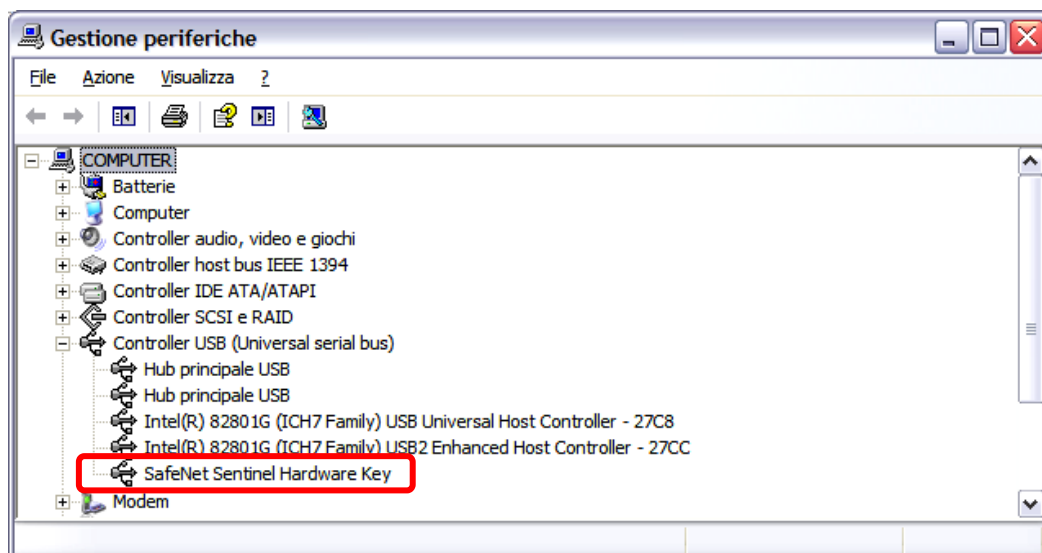 Gestione periferiche
File Azione Visualizza ?
COMPUTER
Batterie
Computer
Controller audio, video e giochi
Controller host bus IEEE 1394
Controller IDE ATA/ATAPI
Controller SCSI e RAID
Controller USB (Universal serial bus)
Hub principale USB
Hub principale USB
Intel(R) 82801G (ICH7 Family) USB Universal Host Controller - 27C8
Intel(R) 82801G (ICH7 Family) USB2 Enhanced Host Controller - 27CC
SafeNet Sentinel Hardware Key
Modem